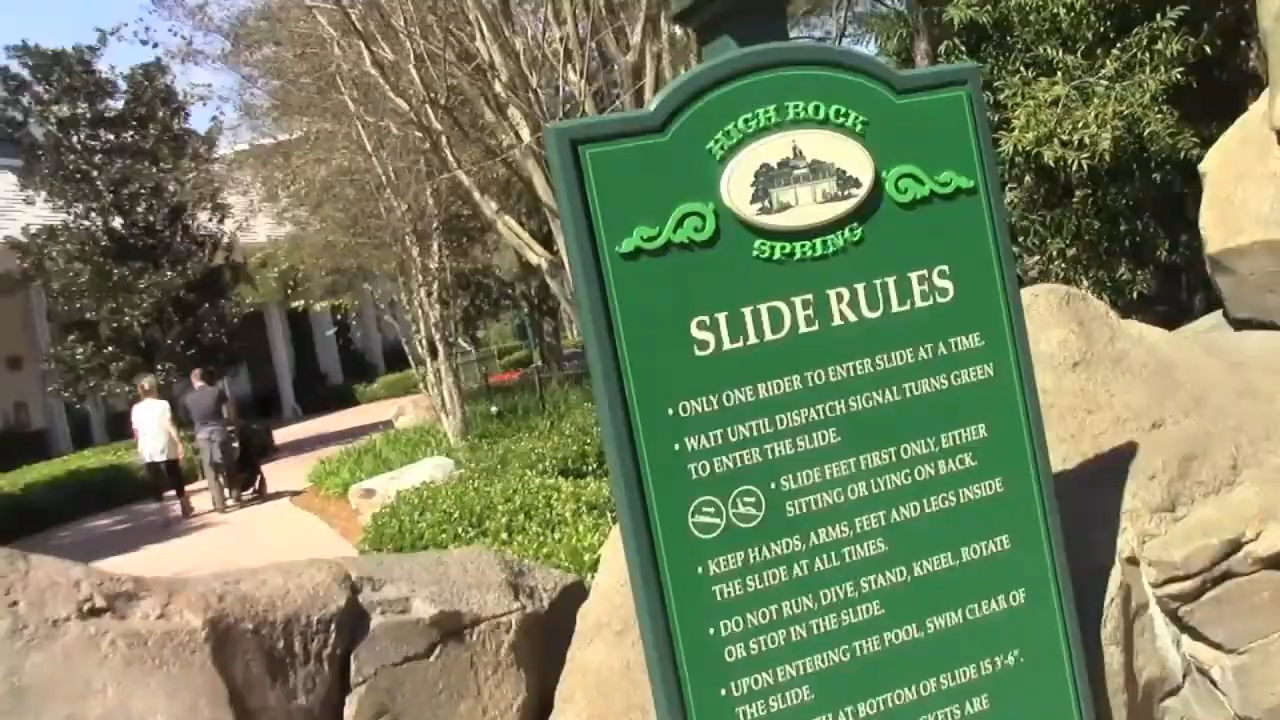 HIGH ROCK
SPRING
SLIDE RULES
• ONLY ONE RIDER TO ENTER SLIDE AT A TIME.
• WAIT UNTIL DISPATCH SIGNAL TURNS GREEN
TO ENTER THE SLIDE.
• SLIDE FEET FIRST ONLY, EITHER
SITTING OR LYING ON BACK.
• KEEP HANDS, ARMS, FEET AND LEGS INSIDE
THE SLIDE AT ALL TIMES.
• DO NOT RUN, DIVE, STAND, KNEEL, ROTATE
OR STOP IN THE SLIDE.
• UPON ENTERING THE POOL, SWIM CLEAR OF
THE SLIDE.
AT BOTTOM OF SLIDE IS 3'-6".
ARE